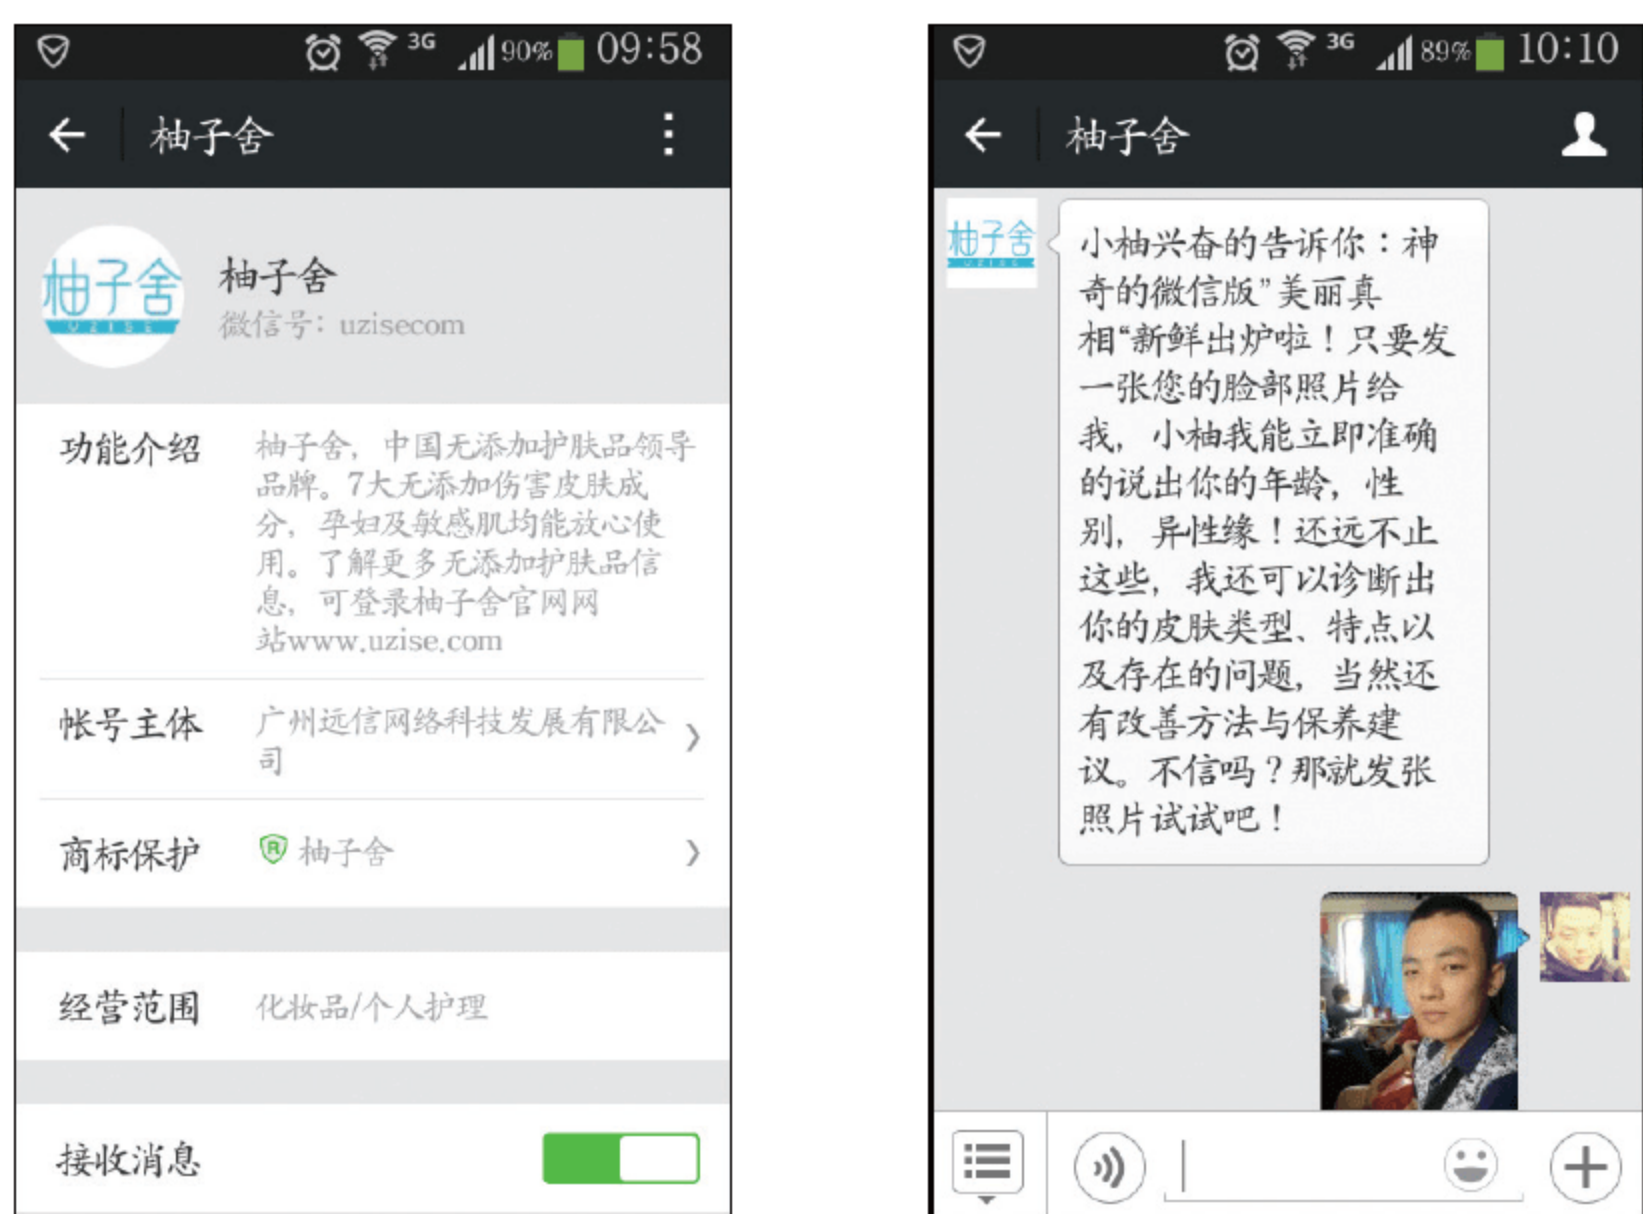 3G 90% 09:58
柚子舍
柚子舍
UZISE
柚子舍
微信号：uzisecom
功能介绍
柚子舍，中国无添加护肤品领导
品牌。7大无添加伤害皮肤成
分，孕妇及敏感肌均能放心使
用。了解更多无添加护肤品信
息，可登录柚子舍官网网
站www.uzise.com
帐号主体
广州远信网络科技发展有限公
司
商标保护
R 柚子舍
经营范围
化妆品/个人护理
接收消息
3G 89% 10:10
柚子舍
柚子舍
UZISE
小柚兴奋的告诉你：神
奇的微信版”美丽真
相“新鲜出炉啦！只要发
一张您的脸部照片给
我，小柚我能立即准确
的说出你的年龄，性
别，异性缘！还远不止
这些，我还可以诊断出
你的皮肤类型、特点以
及存在的问题，当然还
有改善方法与保养建
议。不信吗？那就发张
照片试试吧！